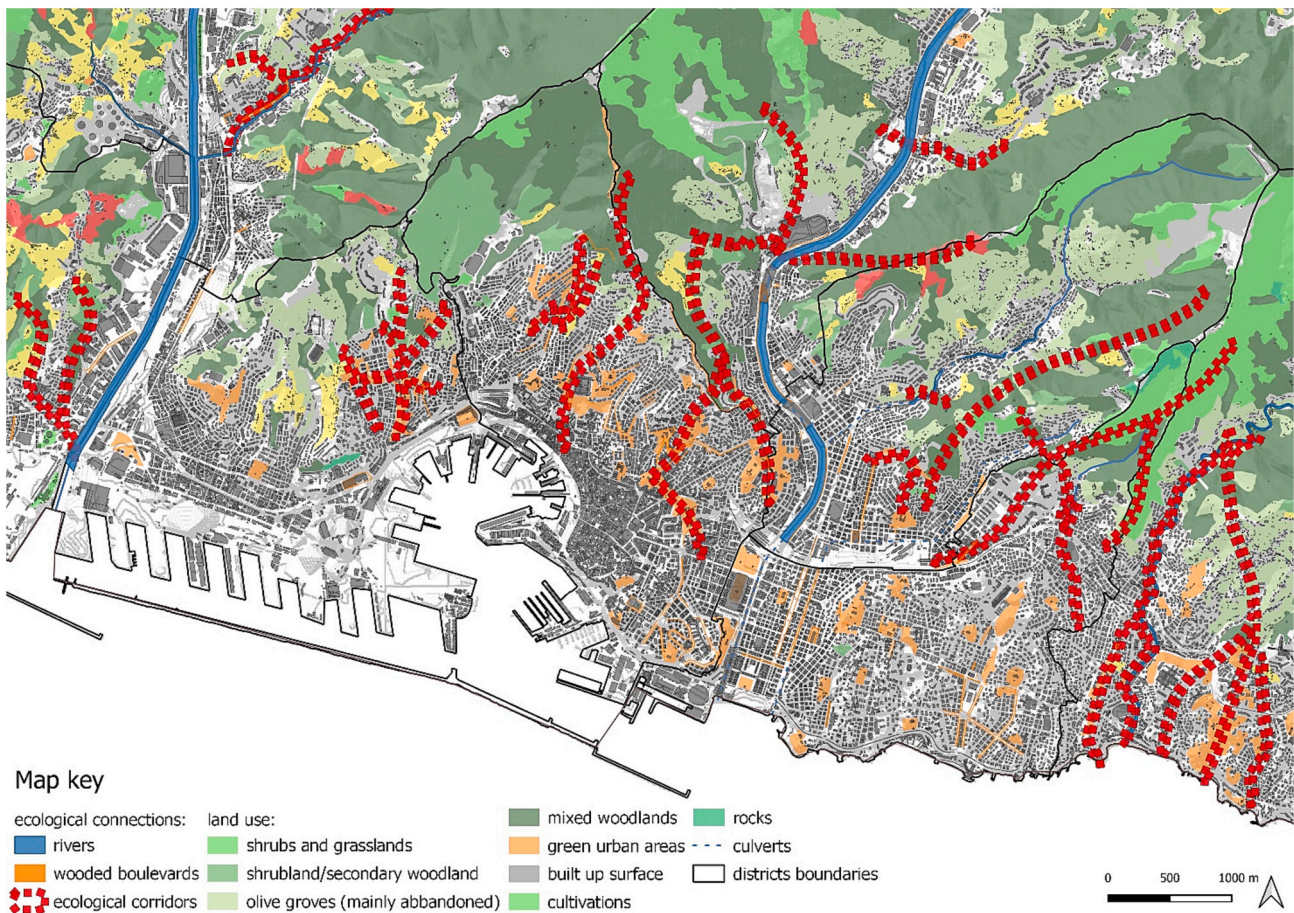 Map key
ecological connections:
rivers
wooded boulevards
ecological corridors
land use:
shrubs and grasslands
shrubland/secondary woodland
olive groves (mainly abbandoned)
mixed woodlands
green urban areas
built up surface
cultivations
rocks
culverts
districts boundaries
0 500 1000 m